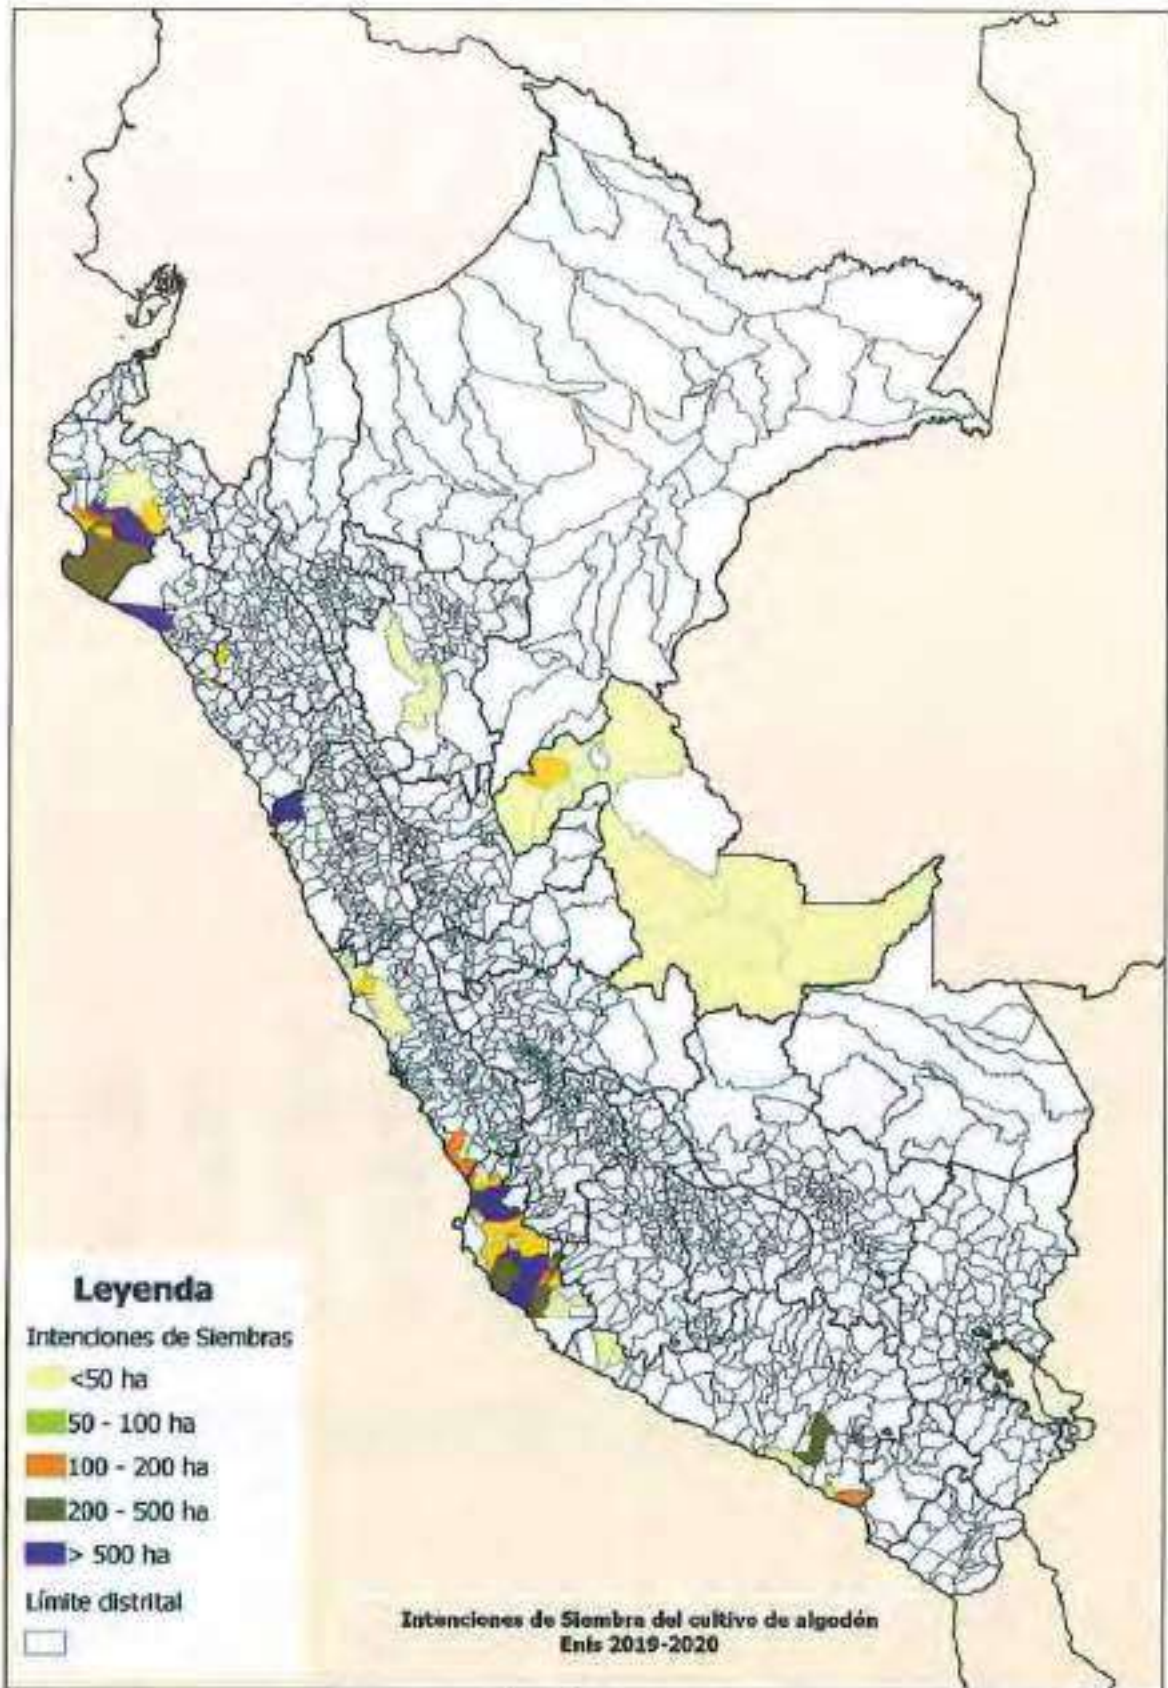 Leyenda
Intenciones de Siembras
<50 ha
50 - 100 ha
100 - 200 ha
200 - 500 ha
> 500 ha
Límite distrital
Intenciones de Siembra del cultivo de algodón
Enis 2019-2020